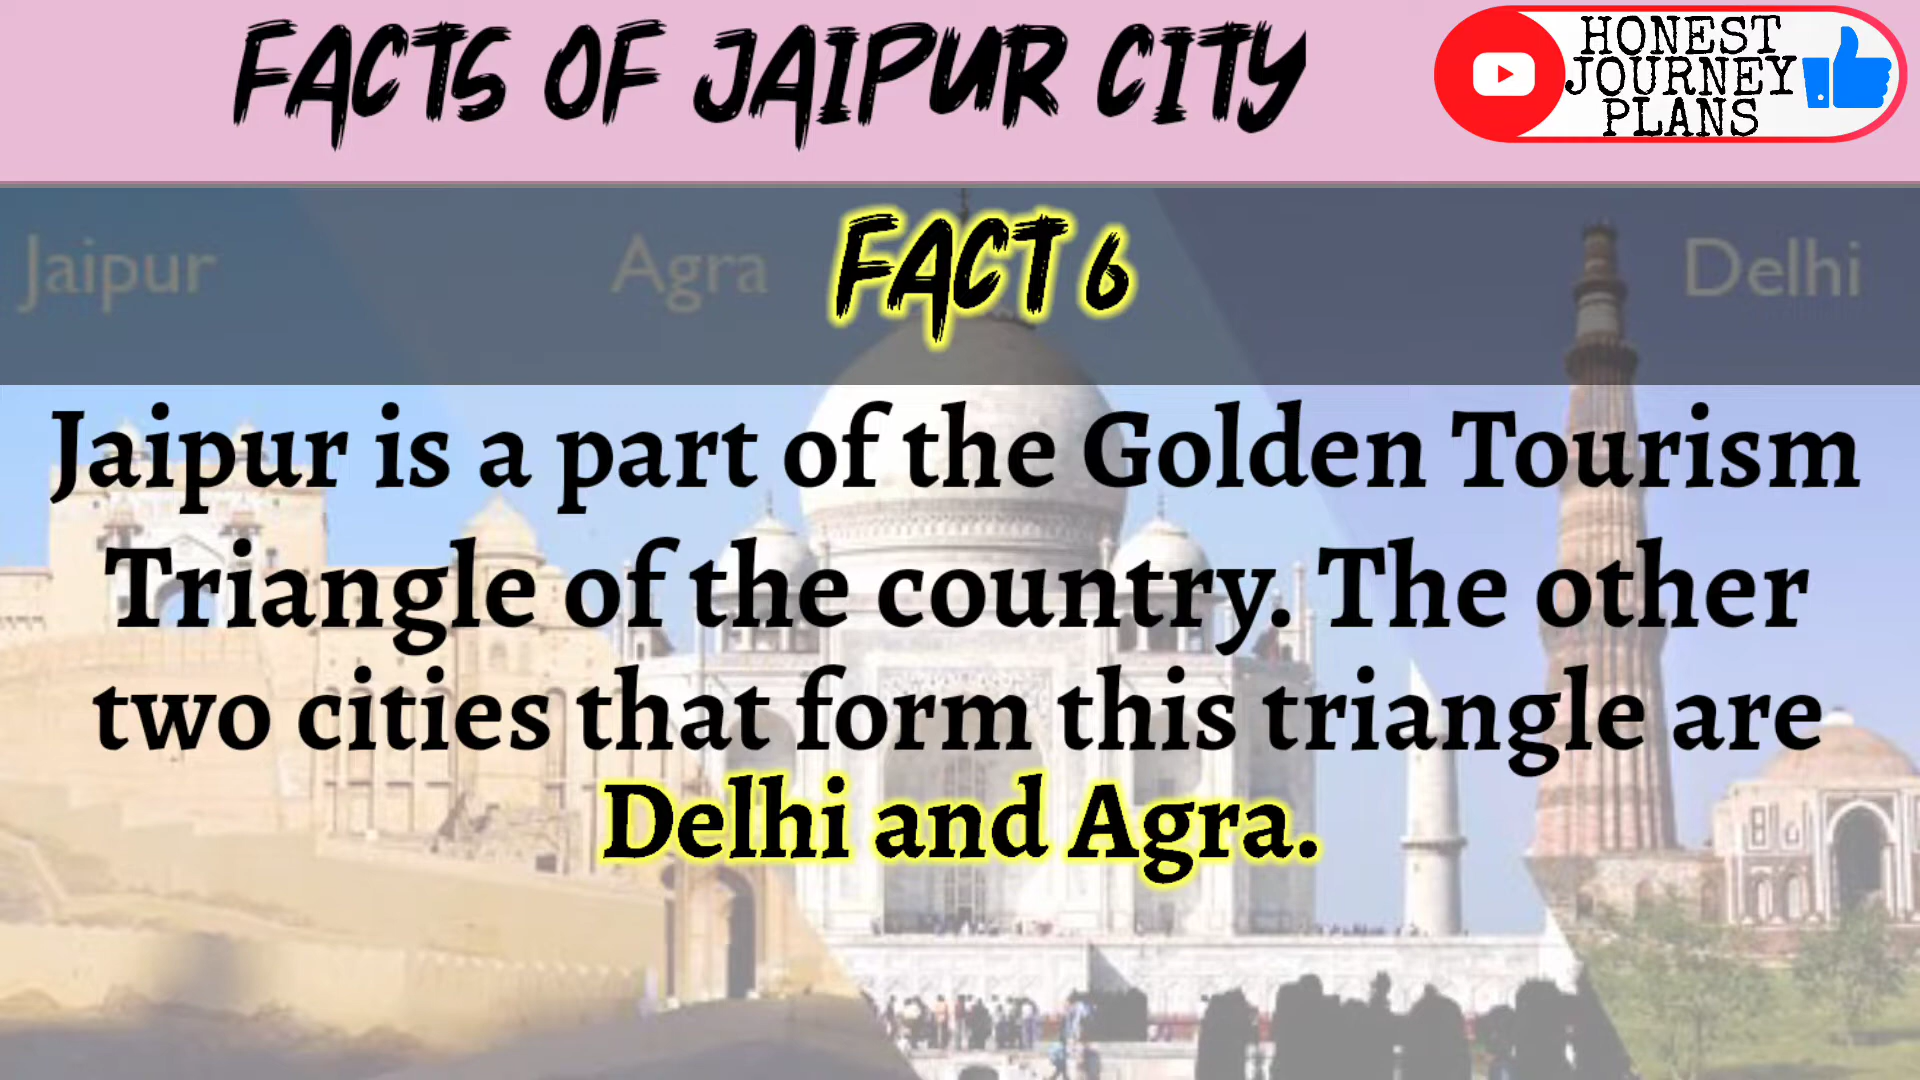 FACTS OF JAIPUR CITY
HONEST
JOURNEY
PLANS
Jaipur
Agra
FACT 6
Delhi
Jaipur is a part of the Golden Tourism
Triangle of the country. The other
two cities that form this triangle are
Delhi and Agra.